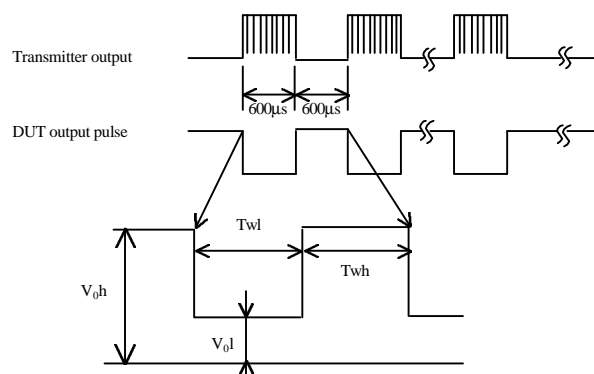 Transmitter output
600μs 600μs
DUT output pulse
Twl
Twh
V₀h
V₀l